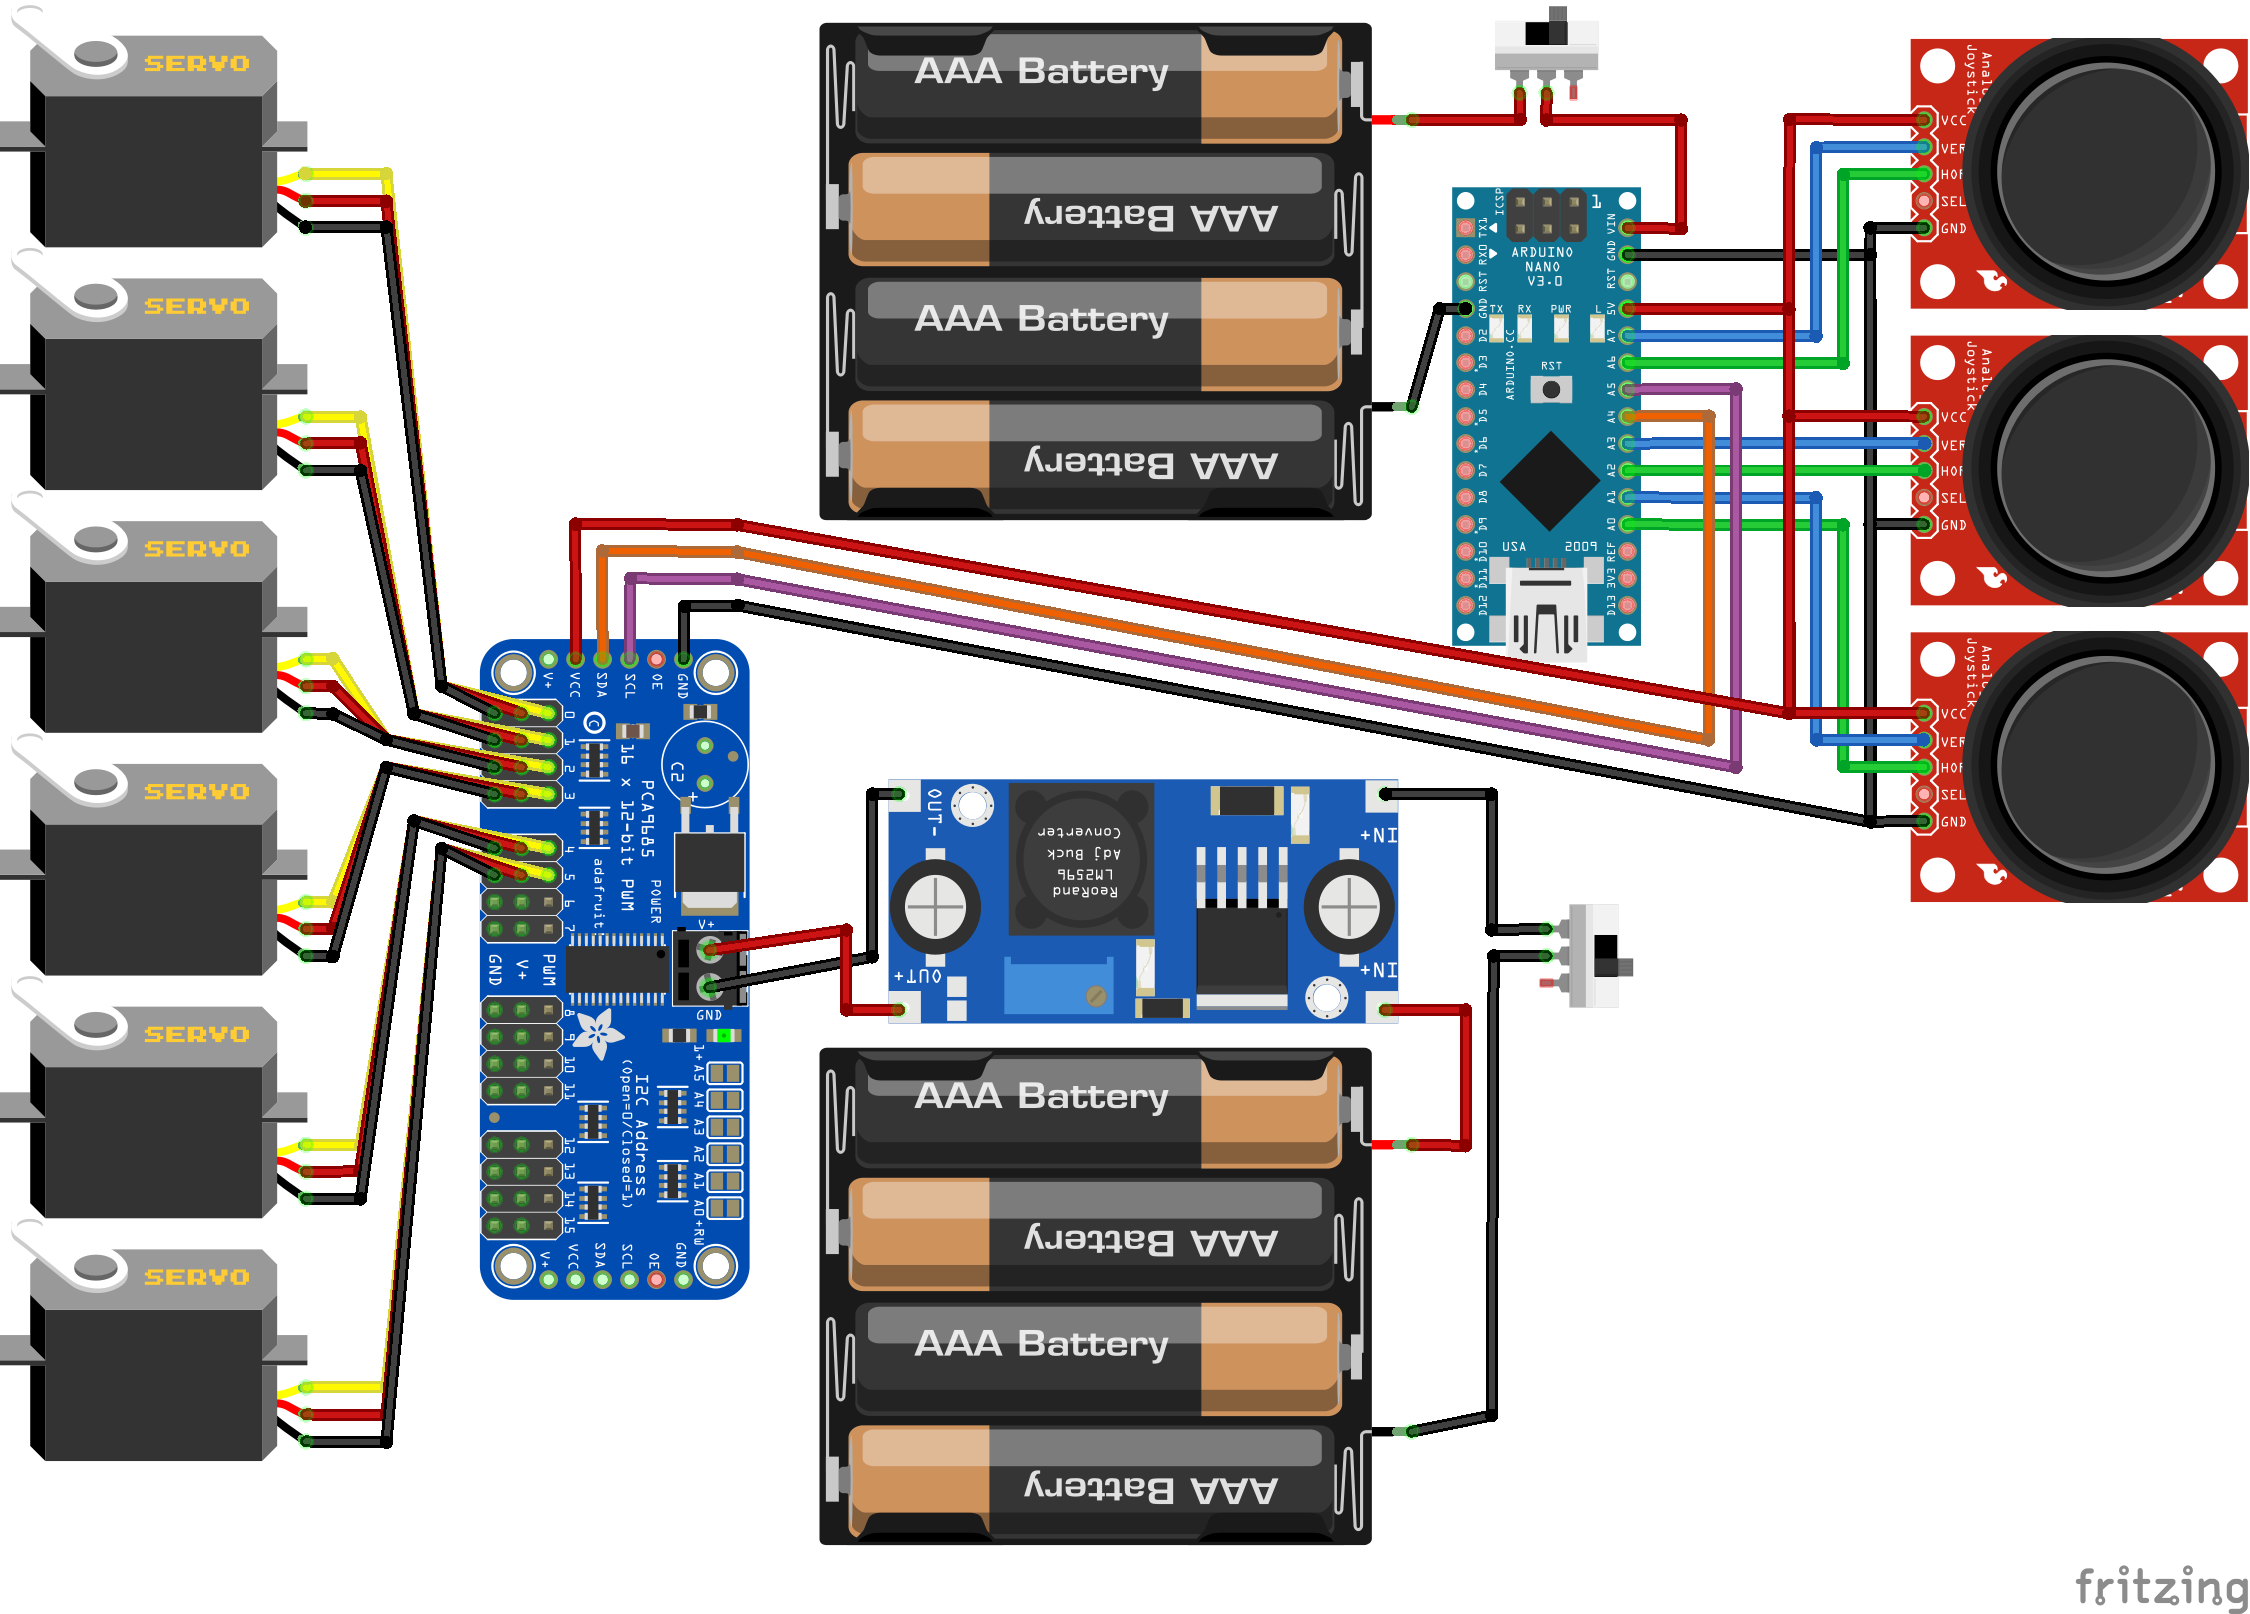 SERVO
SERVO
SERVO
SERVO
SERVO
SERVO
AAA Battery
AAA Battery
AAA Battery
AAA Battery
ICSP
1
TX1
RX0
RST
GND
D2
D3
D4
D5
D6
D7
D8
D9
D10
D11
D12
VIN
GND
RST
5V
A7
A6
A5
A4
A3
A2
A1
A0
REF
3V3
D13
ARDUINO
NANO
V3.0
TX RX PWR L
RST
ARDUINO.CC
USA 2009
Analog
Joystick
VCC
VER
HOR
SEL
GND
Analog
Joystick
VCC
VER
HOR
SEL
GND
Analog
Joystick
VCC
VER
HOR
SEL
GND
V+
VCC
SDA
SCL
OE
GND
0
1
2
3
4
5
6
7
C2
+
16 x 12-bit PWM
PCA9685
adafruit
POWER
V+
GND
GND
V+
PWM
8
9
10
11
12
13
14
15
I2C Address
(Open=0/Closed=1)
1+
A5
A4
A3
A2
A1
A0
+RW
V+
VCC
SDA
SCL
OE
GND
OUT-
OUT+
IN+
IN+
ReoRand
LM2596
Adj Buck
Converter
AAA Battery
AAA Battery
AAA Battery
AAA Battery
fritzing